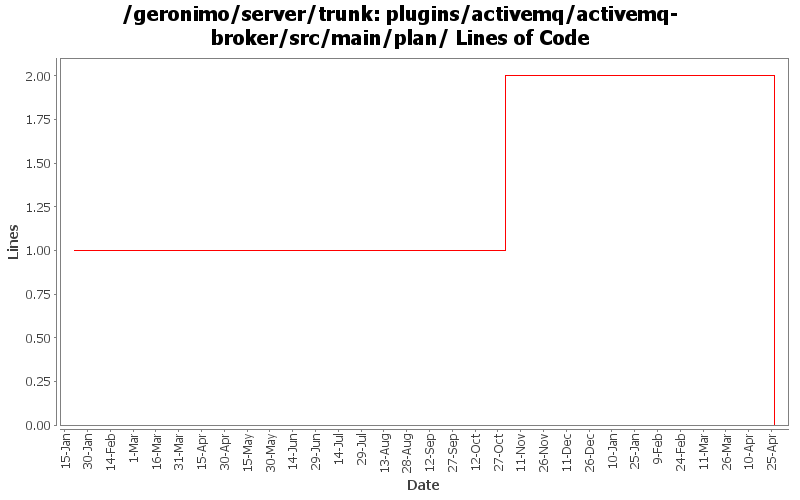 /geronimo/server/trunk: plugins/activemq/activemq-
broker/src/main/plan/ Lines of Code
2.00
1.75
1.50
1.25
1.00
0.75
0.50
0.25
0.00
Lines
15-Jan
30-Jan
14-Feb
1-Mar
16-Mar
31-Mar
15-Apr
30-Apr
15-May
30-May
14-Jun
29-Jun
14-Jul
29-Jul
13-Aug
28-Aug
12-Sep
27-Sep
12-Oct
27-Oct
11-Nov
26-Nov
11-Dec
26-Dec
10-Jan
25-Jan
9-Feb
24-Feb
11-Mar
26-Mar
10-Apr
25-Apr
Date